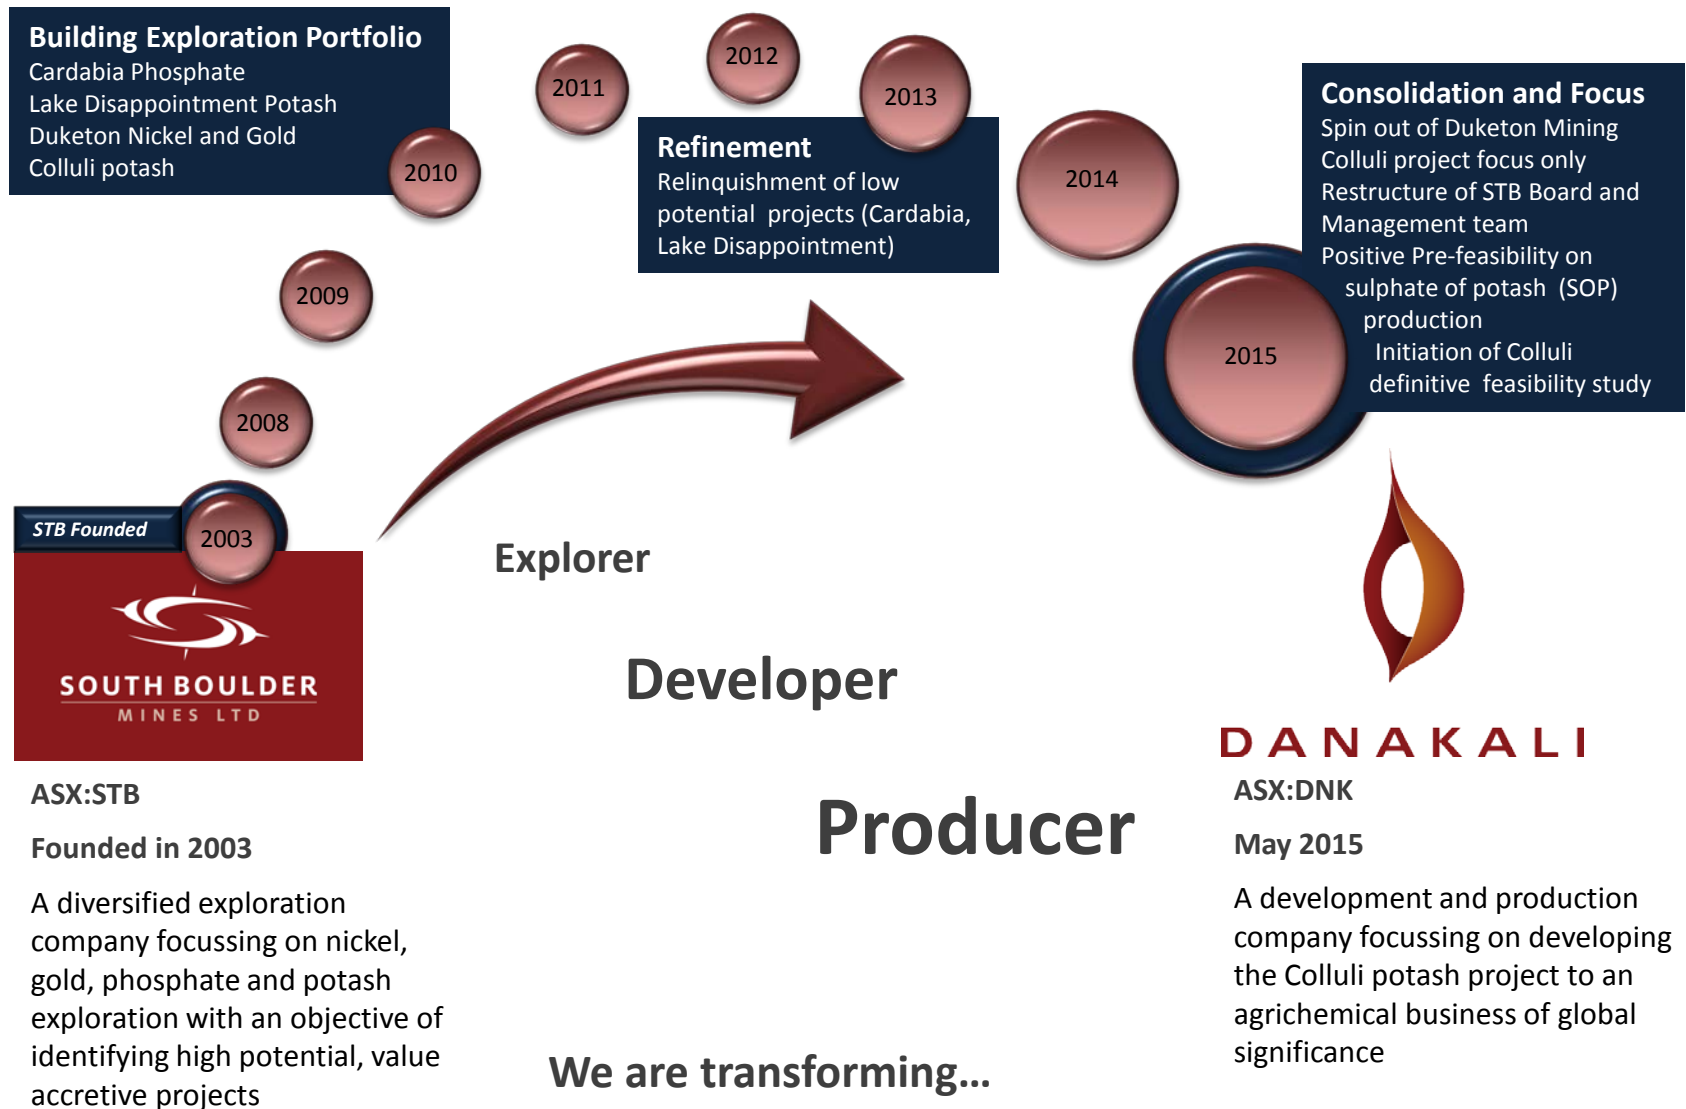 Building Exploration Portfolio
Cardabia Phosphate
Lake Disappointment Potash
Duketon Nickel and Gold
Colluli potash
2010
2011
2012
2013
Refinement
Relinquishment of low
potential projects (Cardabia,
Lake Disappointment)
2014
Consolidation and Focus
Spin out of Duketon Mining
Colluli project focus only
Restructure of STB Board and
Management team
Positive Pre-feasibility on
sulphate of potash (SOP)
production
Initiation of Colluli
definitive feasibility study
2015
2009
2008
STB Founded
2003
SOUTH BOULDER
MINES LTD
ASX:STB
Founded in 2003
A diversified exploration
company focussing on nickel,
gold, phosphate and potash
exploration with an objective of
identifying high potential, value
accretive projects
Explorer
Developer
Producer
We are transforming...
DANAKALI
ASX:DNK
May 2015
A development and production
company focussing on developing
the Colluli potash project to an
agrichemical business of global
significance